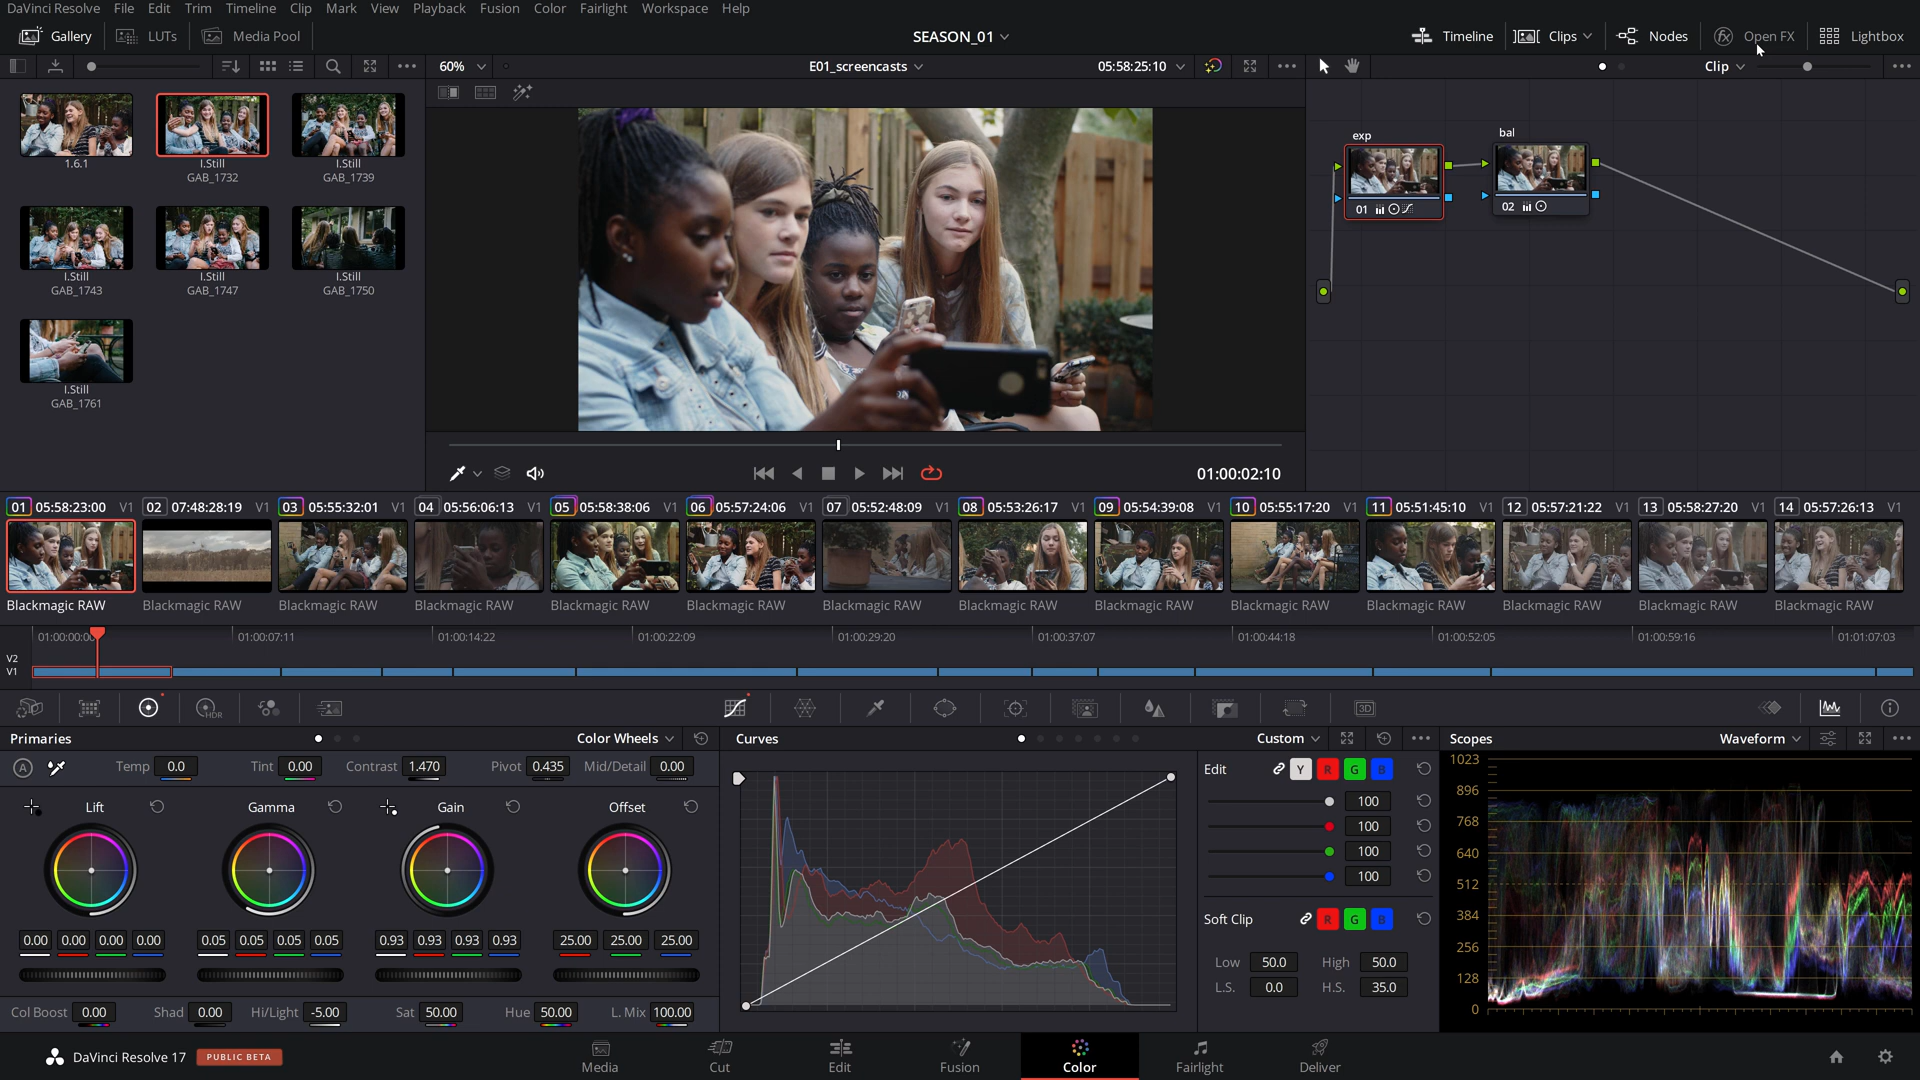 DaVinci Resolve File Edit Trim Timeline Clip Mark View Playback Fusion Color Fairlight Workspace Help
Gallery LUTs Media Pool SEASON_01 Timeline Clips Nodes Open FX Lightbox
60% E01_screencasts 05:58:25:10 Clip
1.6.1
I.Still
GAB_1732
I.Still
GAB_1739
I.Still
GAB_1743
I.Still
GAB_1747
I.Still
GAB_1750
I.Still
GAB_1761
exp
01
bal
02
01:00:02:10
01 05:58:23:00 V1 02 07:48:28:19 V1 03 05:55:32:01 V1 04 05:56:06:13 V1 05 05:58:38:06 V1 06 05:57:24:06 V1 07 05:52:48:09 V1 08 05:53:26:17 V1 09 05:54:39:08 V1 10 05:55:17:20 V1 11 05:51:45:10 V1 12 05:57:21:22 V1 13 05:58:27:20 V1 14 05:57:26:13 V1
Blackmagic RAW Blackmagic RAW Blackmagic RAW Blackmagic RAW Blackmagic RAW Blackmagic RAW Blackmagic RAW Blackmagic RAW Blackmagic RAW Blackmagic RAW Blackmagic RAW Blackmagic RAW Blackmagic RAW Blackmagic RAW
01:00:00:00 01:00:07:11 01:00:14:22 01:00:22:09 01:00:29:20 01:00:37:07 01:00:44:18 01:00:52:05 01:00:59:16 01:01:07:03
V2
V1
HDR 3D
Primaries Color Wheels
A Temp 0.0 Tint 0.00 Contrast 1.470 Pivot 0.435 Mid/Detail 0.00
Lift Gamma Gain Offset
0.00 0.00 0.00 0.00 0.05 0.05 0.05 0.05 0.93 0.93 0.93 0.93 25.00 25.00 25.00
Col Boost 0.00 Shad 0.00 Hi/Light -5.00 Sat 50.00 Hue 50.00 L. Mix 100.00
Curves Custom
Edit Y R G B
100
100
100
100
Soft Clip R G B
Low 50.0 High 50.0
L.S. 0.0 H.S. 35.0
Scopes Waveform
1023
896
768
640
512
384
256
128
0
DaVinci Resolve 17 PUBLIC BETA Media Cut Edit Fusion Color Fairlight Deliver